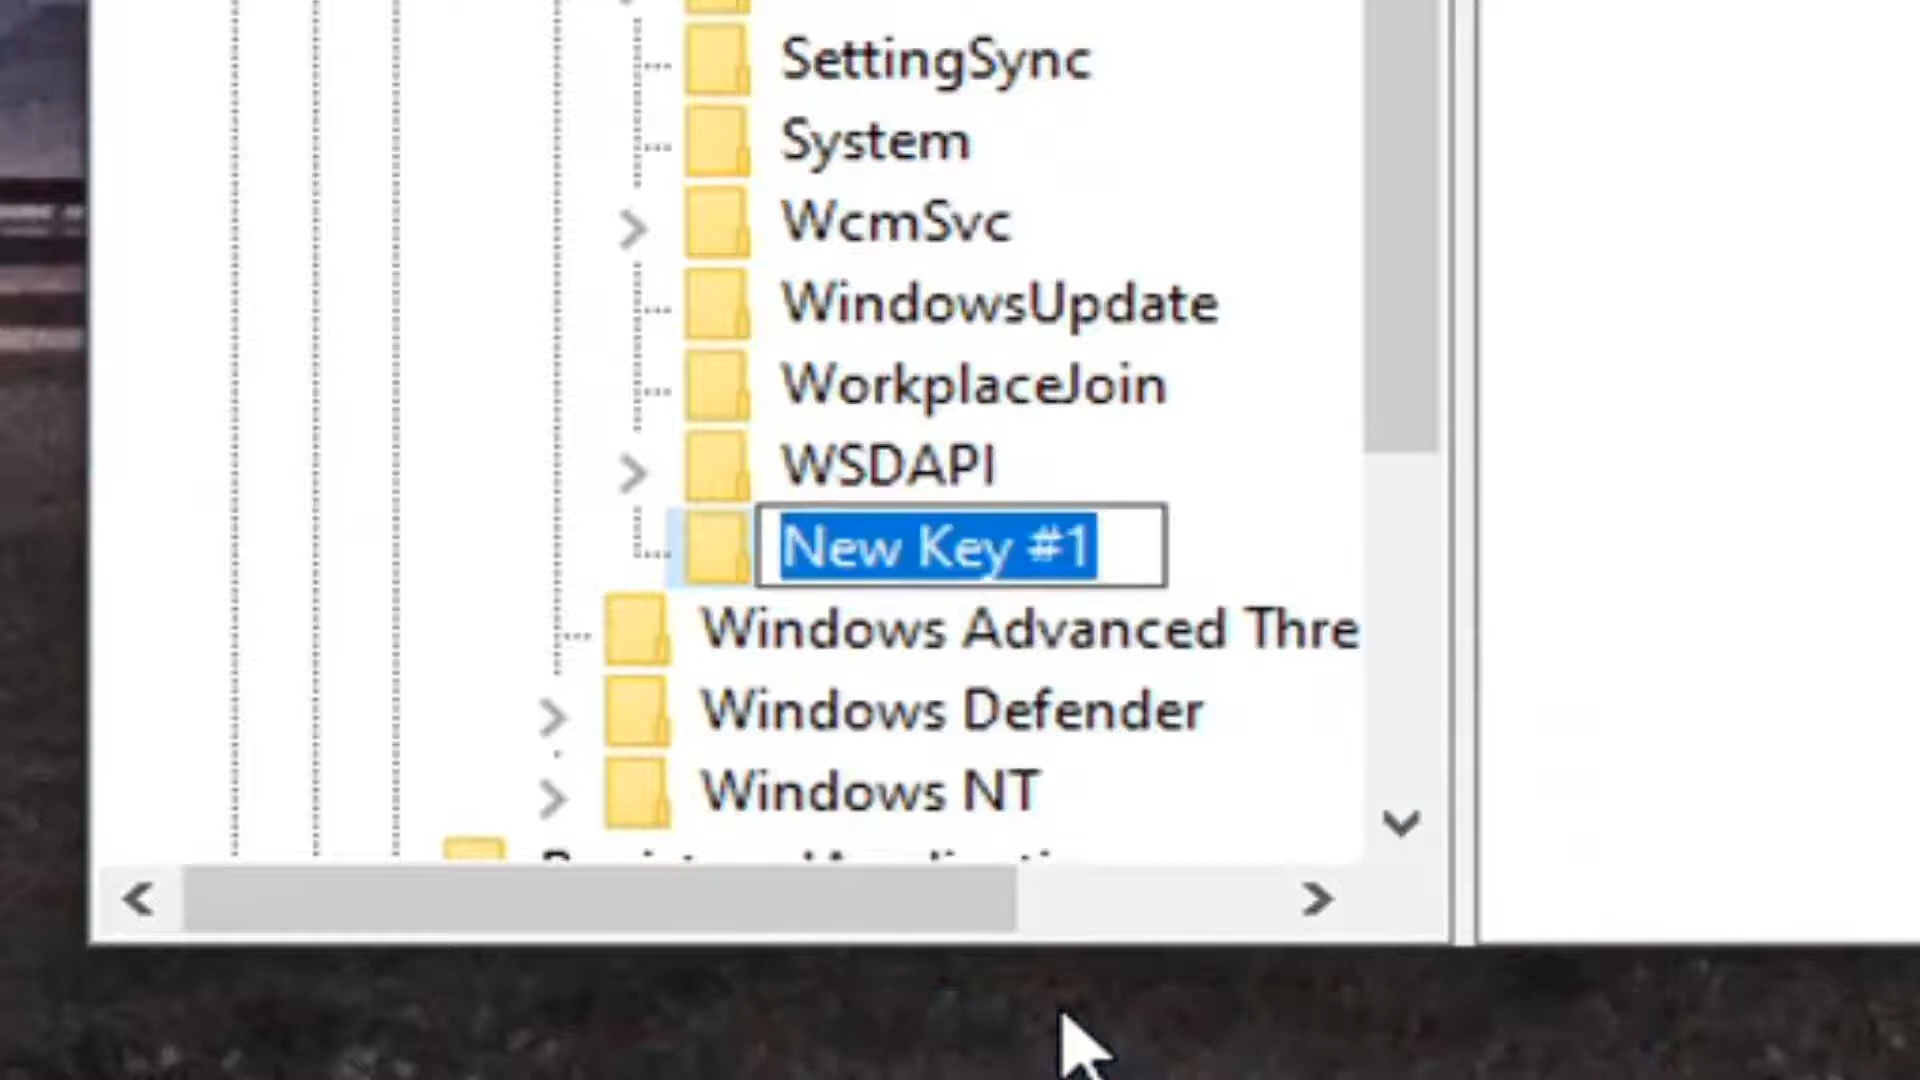 SettingSync
System
WcmSvc
WindowsUpdate
WorkplaceJoin
WSDAPI
New Key #1
Windows Advanced Thre
Windows Defender
Windows NT